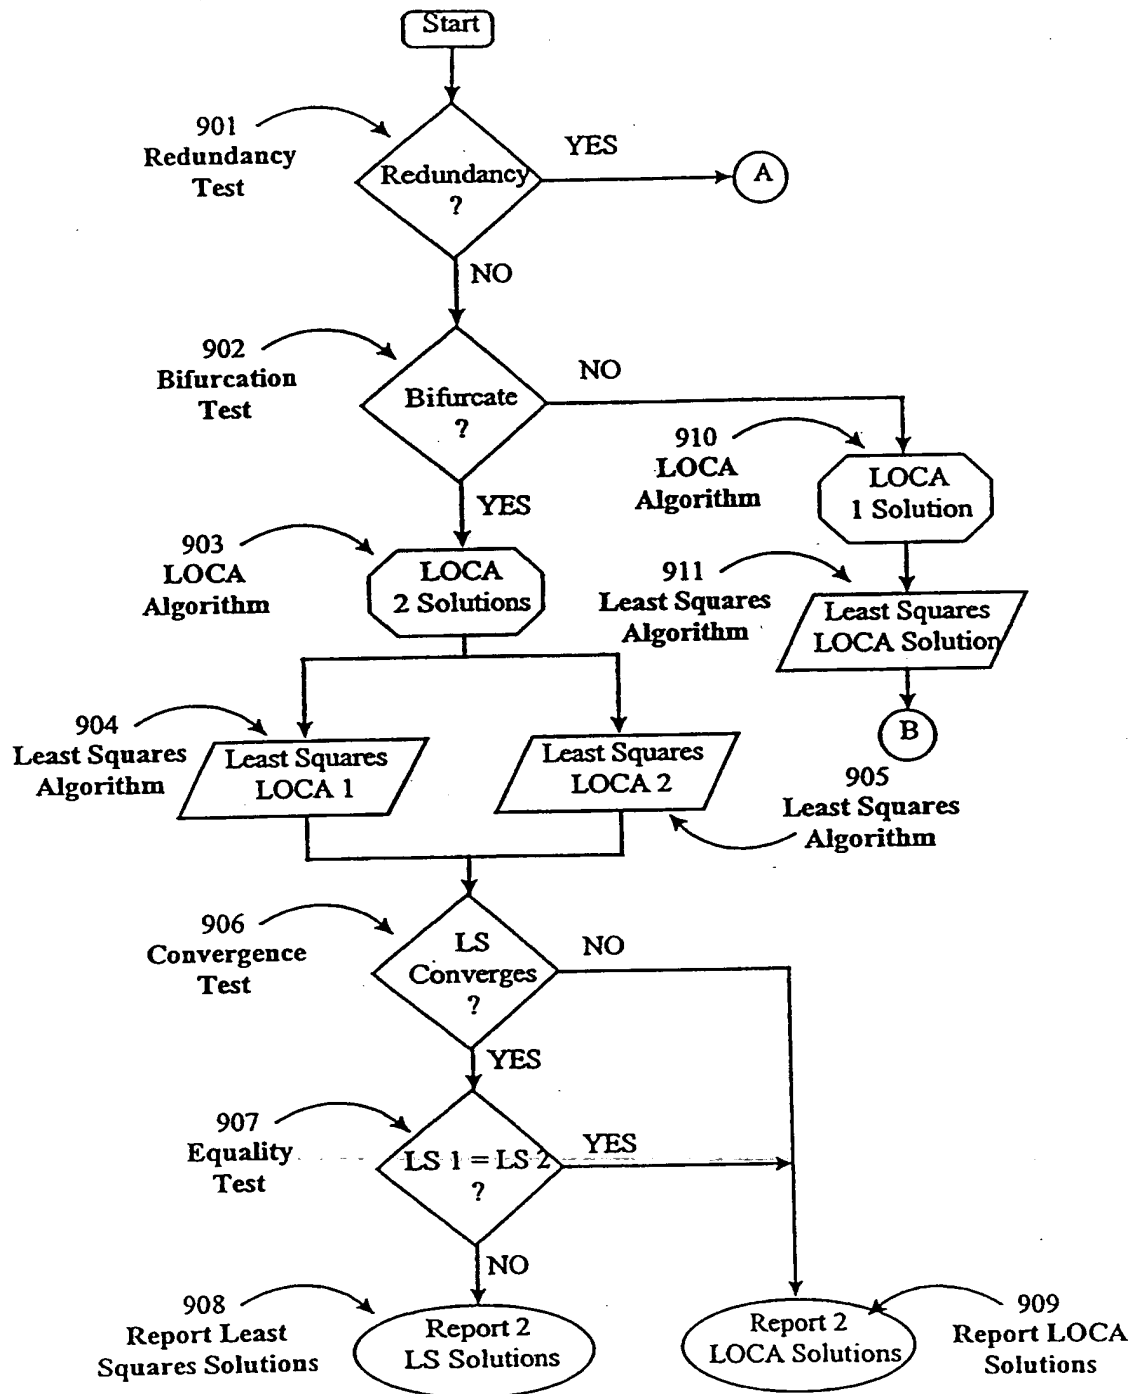 Start
901
Redundancy
Test
Redundancy
?
YES
A
NO
902
Bifurcation
Test
Bifurcate
?
NO
YES
910
LOCA
Algorithm
LOCA
1 Solution
903
LOCA
Algorithm
LOCA
2 Solutions
911
Least Squares
Algorithm
Least Squares
LOCA Solution
B
904
Least Squares
Algorithm
Least Squares
LOCA 1
Least Squares
LOCA 2
905
Least Squares
Algorithm
906
Convergence
Test
LS
Converges
?
NO
YES
907
Equality
Test
LS 1 = LS 2
?
YES
NO
908
Report Least
Squares Solutions
Report 2
LS Solutions
Report 2
LOCA Solutions
909
Report LOCA
Solutions